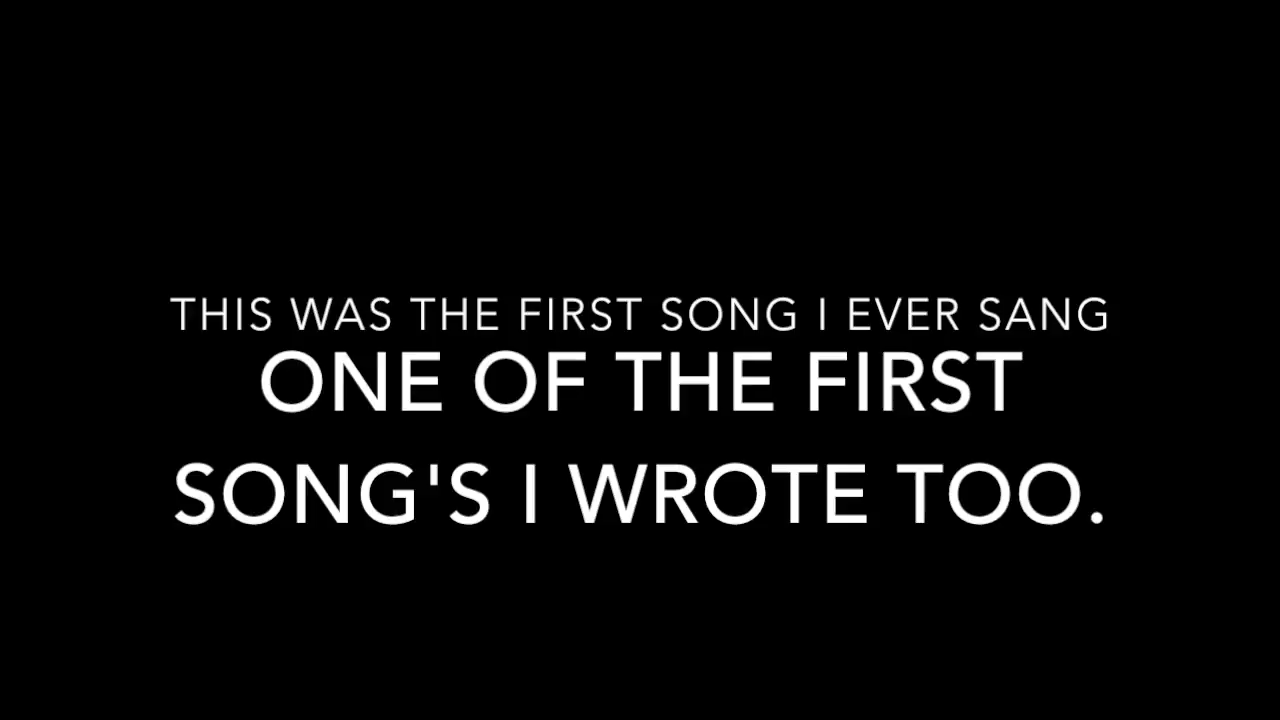 THIS WAS THE FIRST SONG I EVER SANG
ONE OF THE FIRST
SONG'S I WROTE TOO.